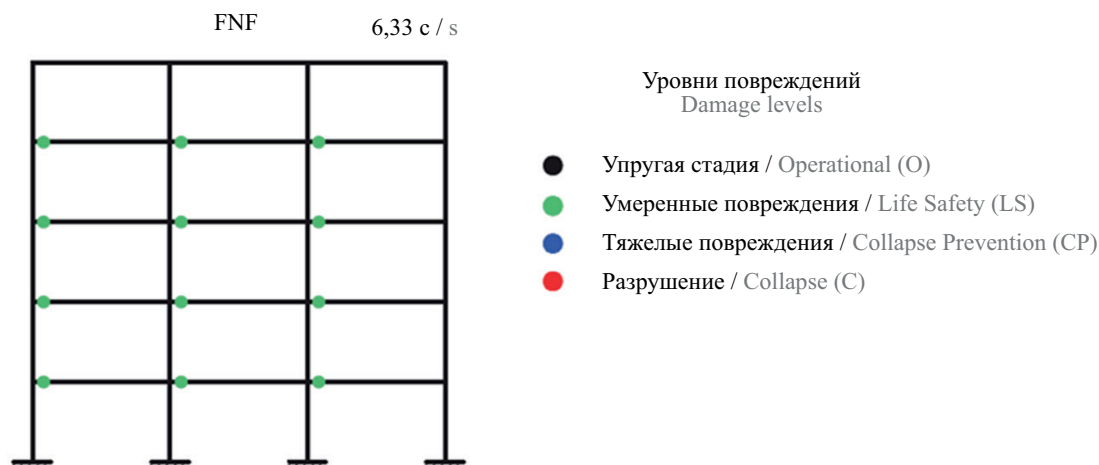 FNF 6,33 с / s
Уровни повреждений
Damage levels
Упругая стадия / Operational (O)
Умеренные повреждения / Life Safety (LS)
Тяжелые повреждения / Collapse Prevention (CP)
Разрушение / Collapse (C)